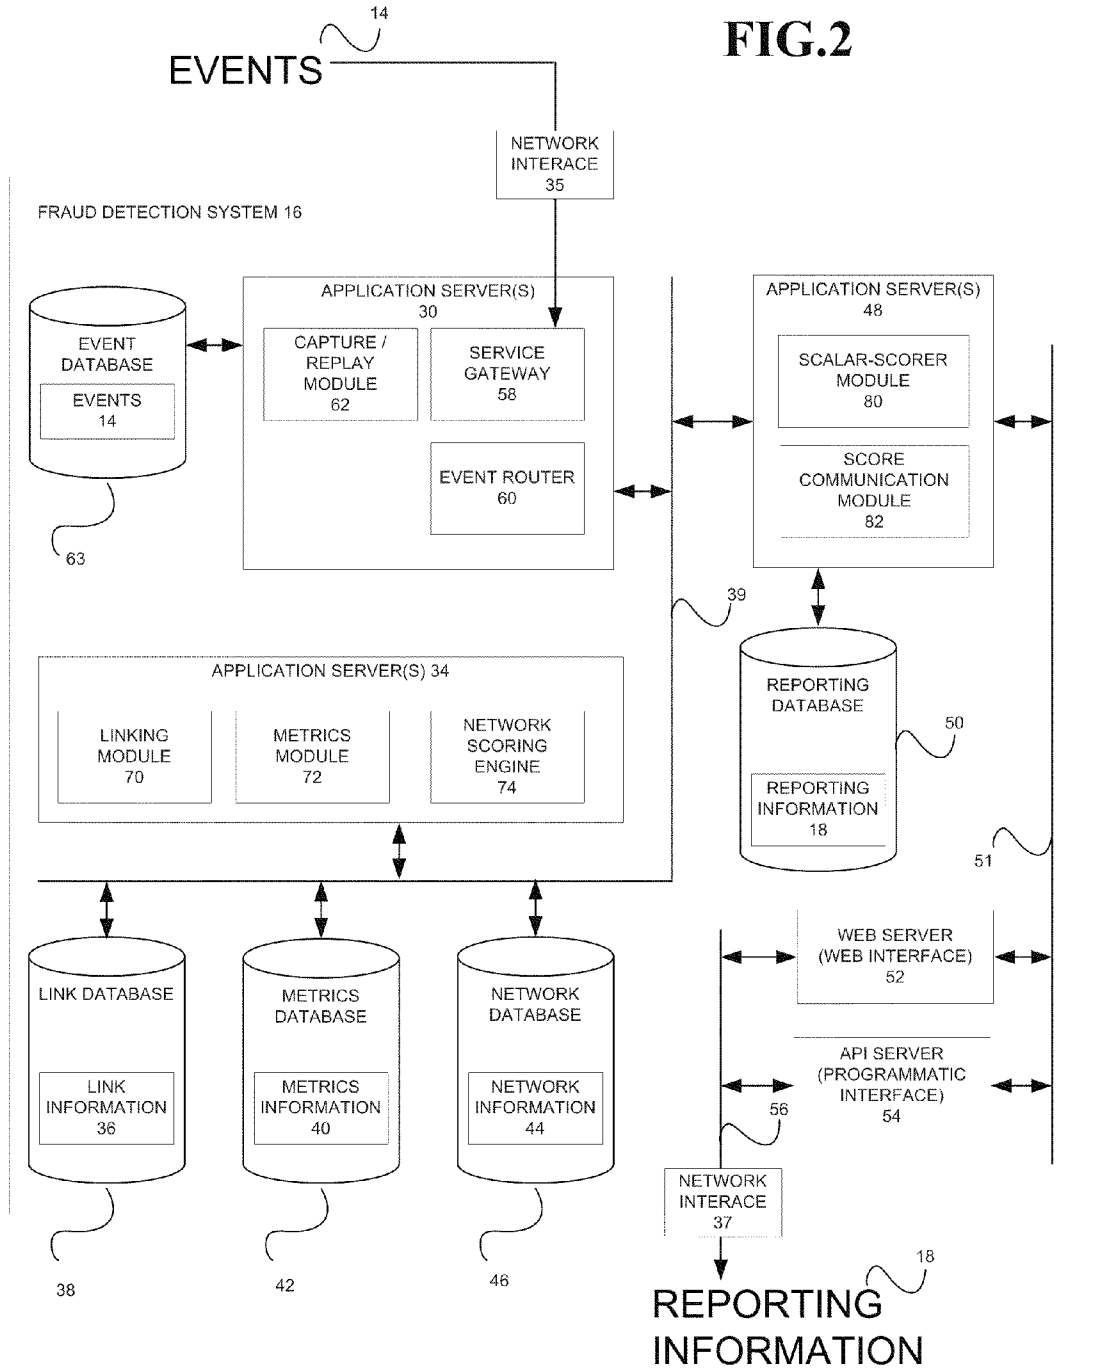 14
FIG.2
EVENTS
NETWORK
INTERACE
35
FRAUD DETECTION SYSTEM 16
EVENT
DATABASE
EVENTS
14
63
APPLICATION SERVER(S)
30
CAPTURE /
REPLAY
MODULE
62
SERVICE
GATEWAY
58
EVENT ROUTER
60
APPLICATION SERVER(S)
48
SCALAR-SCORER
MODULE
80
SCORE
COMMUNICATION
MODULE
82
39
APPLICATION SERVER(S) 34
LINKING
MODULE
70
METRICS
MODULE
72
NETWORK
SCORING
ENGINE
74
REPORTING
DATABASE
50
REPORTING
INFORMATION
18
51
LINK DATABASE
LINK
INFORMATION
36
38
METRICS
DATABASE
METRICS
INFORMATION
40
42
NETWORK
DATABASE
NETWORK
INFORMATION
44
46
WEB SERVER
(WEB INTERFACE)
52
API SERVER
(PROGRAMMATIC
INTERFACE)
54
56
NETWORK
INTERACE
37
18
REPORTING
INFORMATION